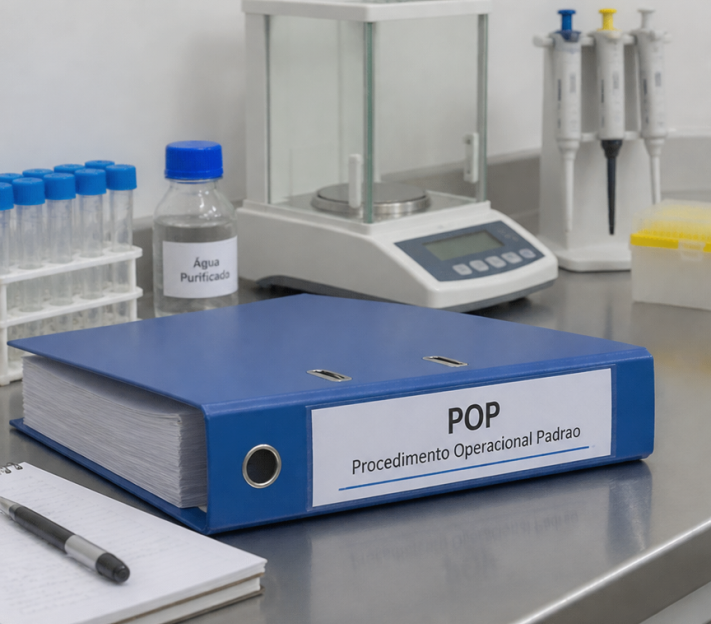 Água
Purificada
POP
Procedimento Operacional Padrao